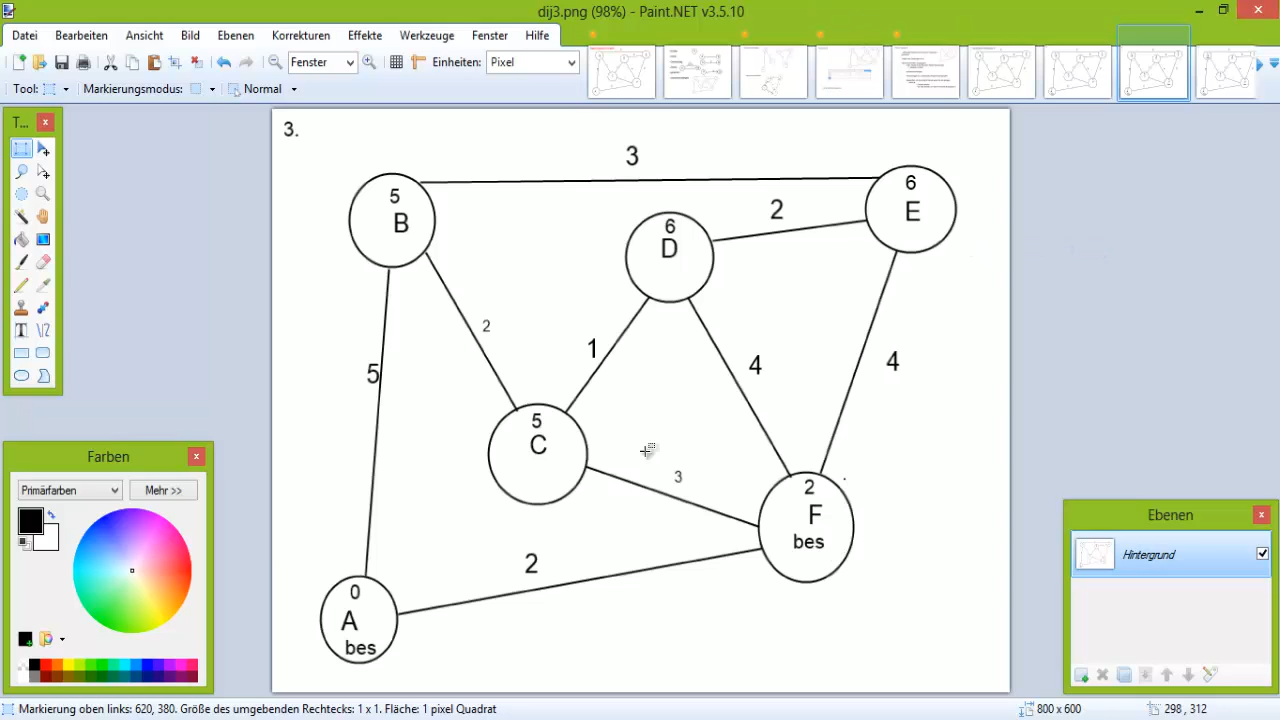 dij3.png (98%) - Paint.NET v3.5.10
Datei Bearbeiten Ansicht Bild Ebenen Korrekturen Effekte Werkzeuge Fenster Hilfe
Fenster Einheiten: Pixel
Tool: Markierungsmodus: Normal
T...
3.
3
5
B
6
D
2
6
E
2
5
1
4
4
5
C
3
2
F
bes
2
0
A
bes
Farben
Primärfarben Mehr >>
Ebenen
Hintergrund
Markierung oben links: 620, 380. Größe des umgebenden Rechtecks: 1 x 1. Fläche: 1 pixel Quadrat 800 x 600 298, 312